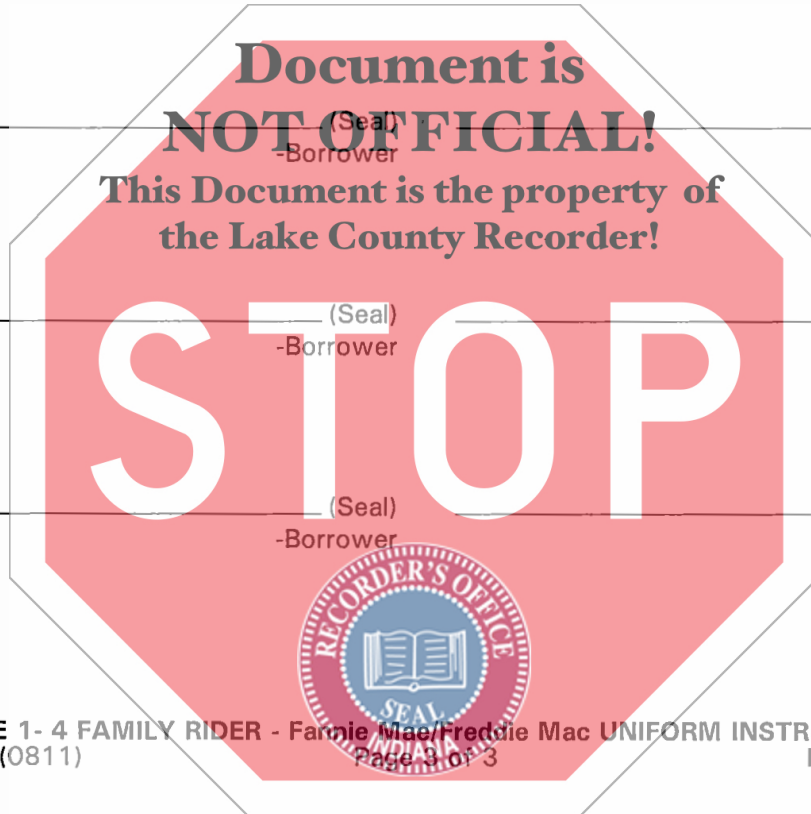 Document is
NOT OFFICIAL!
(Seal)
-Borrower
This Document is the property of
the Lake County Recorder!
(Seal)
-Borrower
STOP
(Seal)
-Borrower
RECORDER'S OFFICE
SEAL
INDIANA
1- 4 FAMILY RIDER - Fannie Mae/Freddie Mac UNIFORM INSTR
(0811)
Page 3 of 3